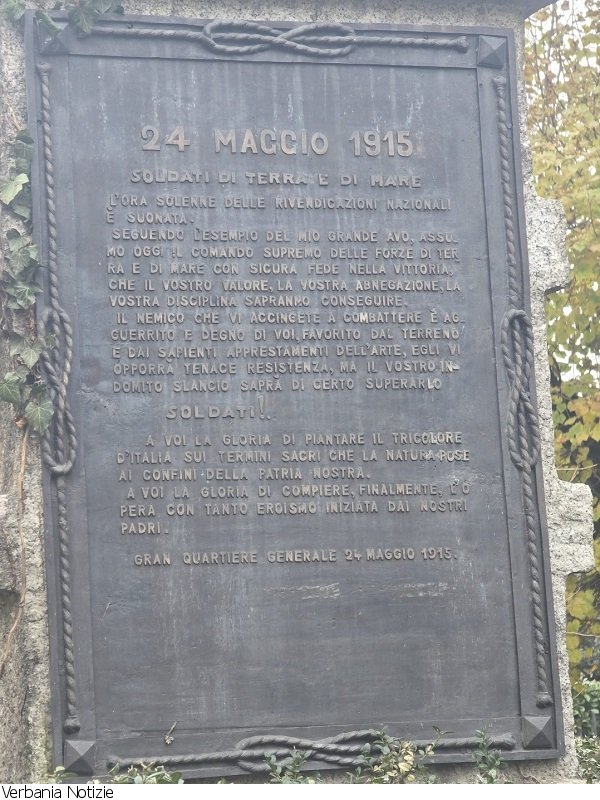 24 MAGGIO 1915.
SOLDATI DI TERRA E DI MARE
L'ORA SOLENNE DELLE RIVENDICAZIONI NAZIONALI
È SUONATA.
SEGUENDO L'ESEMPIO DEL MIO GRANDE AVO, ASSU_
MO OGGI IL COMANDO SUPREMO DELLE FORZE DI TER_
RA E DI MARE CON SICURA FEDE NELLA VITTORIA,
CHE IL VOSTRO VALORE, LA VOSTRA ABNEGAZIONE, LA
VOSTRA DISCIPLINA SAPRANNO CONSEGUIRE.
IL NEMICO CHE VI ACCINGETE A COMBATTERE È AG_
GUERRITO E DEGNO DI VOI, FAVORITO DAL TERRENO
E DAI SAPIENTI APPRESTAMENTI DELL'ARTE, EGLI VI
OPPORRÀ TENACE RESISTENZA, MA IL VOSTRO IN_
DOMITO SLANCIO SAPRÀ DI CERTO SUPERARLO
SOLDATI!.
A VOI LA GLORIA DI PIANTARE IL TRICOLORE
D'ITALIA SUI TERMINI SACRI CHE LA NATURA POSE
AI CONFINI DELLA PATRIA NOSTRA.
A VOI LA GLORIA DI COMPIERE, FINALMENTE, L'O_
PERA CON TANTO EROISMO INIZIATA DAI NOSTRI
PADRI.
GRAN QUARTIERE GENERALE 24 MAGGIO 1915.
Verbania Notizie